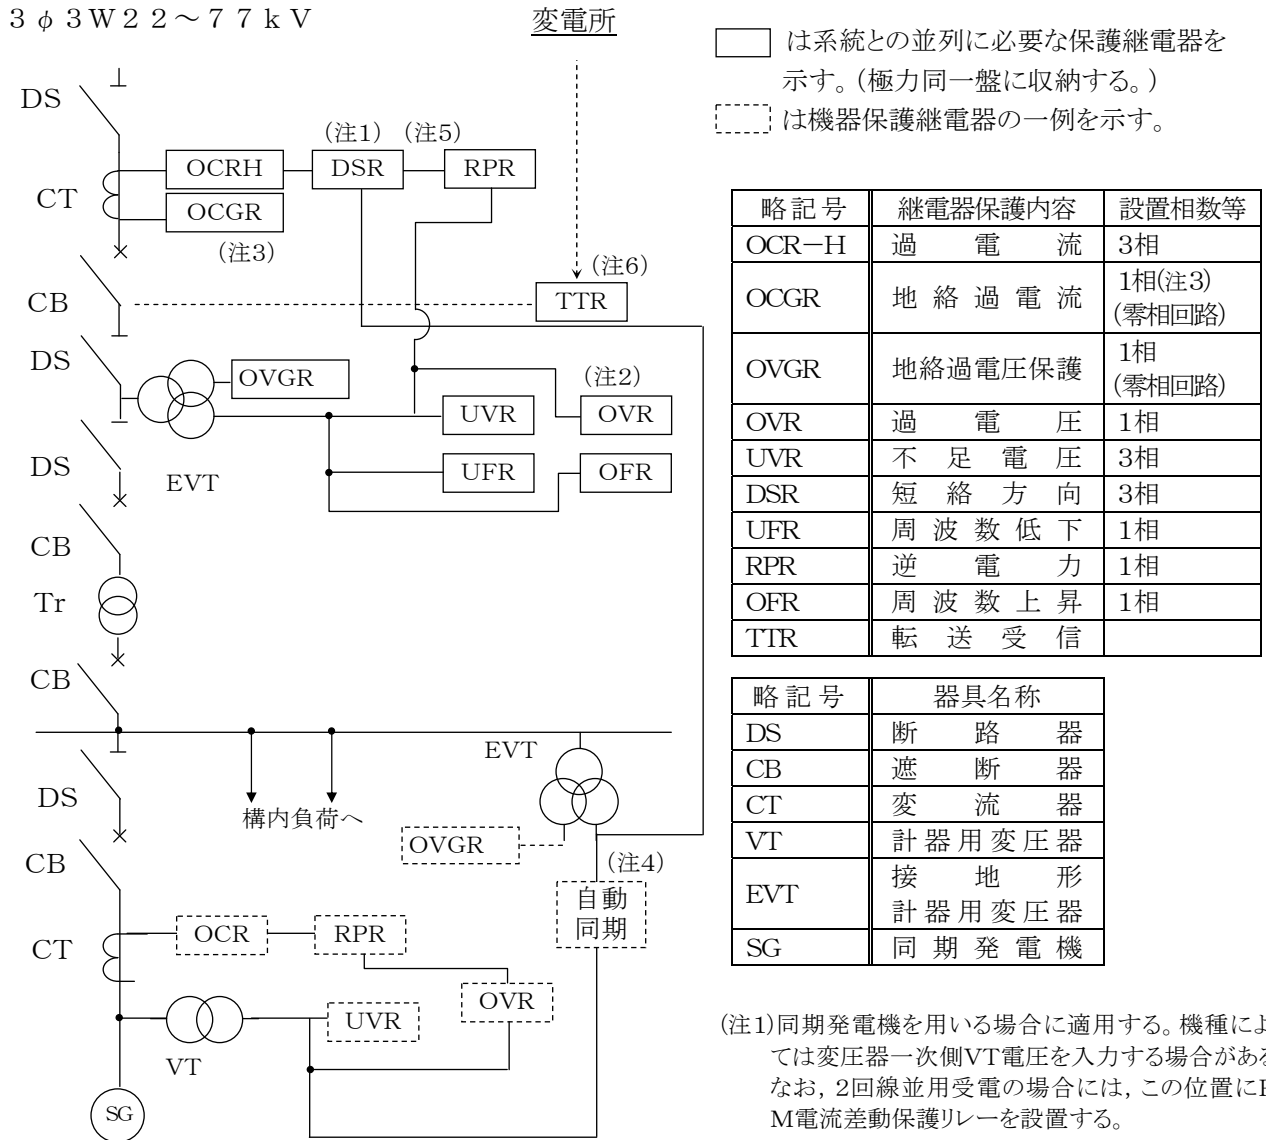 3φ3W22～77kV
変電所
□ は系統との並列に必要な保護継電器を
示す。(極力同一盤に収納する。)
は機器保護継電器の一例を示す。
DS
(注1)
(注5)
OCRH
DSR
RPR
CT
OCGR
(注3)
(注6)
CB
TTR
DS
OVGR
(注2)
UVR
OVR
DS
EVT
UFR
OFR
CB
Tr
CB
EVT
DS
構内負荷へ
OVGR
(注4)
CB
自動
同期
CT
OCR
RPR
OVR
UVR
VT
SG
略記号 継電器保護内容 設置相数等
OCR－H 過電流 3相
OCGR 地絡過電流 1相(注3)
(零相回路)
OVGR 地絡過電圧保護 1相
(零相回路)
OVR 過電圧 1相
UVR 不足電圧 3相
DSR 短絡方向 3相
UFR 周波数低下 1相
RPR 逆電力 1相
OFR 周波数上昇 1相
TTR 転送受信
略記号 器具名称
DS 断路器
CB 遮断器
CT 変流器
VT 計器用変圧器
EVT 接地形
計器用変圧器
SG 同期発電機
(注1)同期発電機を用いる場合に適用する。機種によ
ては変圧器一次側VT電圧を入力する場合がある
なお，2回線並用受電の場合には，この位置に
M電流差動保護リレーを設置する。